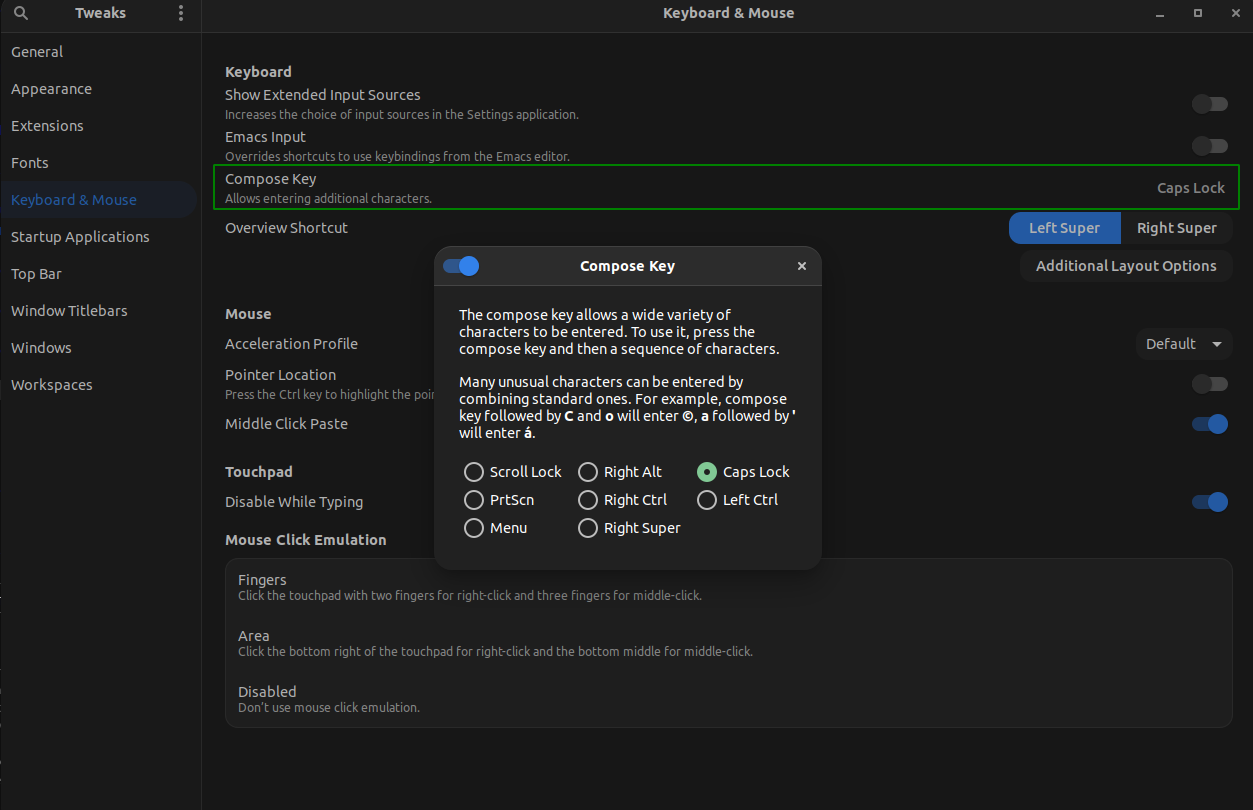 Tweaks
Keyboard & Mouse
General
Appearance
Extensions
Fonts
Keyboard & Mouse
Startup Applications
Top Bar
Window Titlebars
Windows
Workspaces
Keyboard
Show Extended Input Sources
Increases the choice of input sources in the Settings application.
Emacs Input
Overrides shortcuts to use keybindings from the Emacs editor.
Compose Key
Allows entering additional characters.
Caps Lock
Overview Shortcut
Left Super
Right Super
Additional Layout Options
Mouse
Acceleration Profile
Default
Pointer Location
Press the Ctrl key to highlight the
Middle Click Paste
Touchpad
Disable While Typing
Mouse Click Emulation
Fingers
Click the touchpad with two fingers for right-click and three fingers for middle-click.
Area
Click the bottom right of the touchpad for right-click and the bottom middle for middle-click.
Disabled
Don't use mouse click emulation.
Compose Key
The compose key allows a wide variety of
characters to be entered. To use it, press the
compose key and then a sequence of characters.
Many unusual characters can be entered by
combining standard ones. For example, compose
key followed by C and o will enter ©, a followed by '
will enter á.
Scroll Lock
Right Alt
Caps Lock
PrtScn
Right Ctrl
Left Ctrl
Menu
Right Super